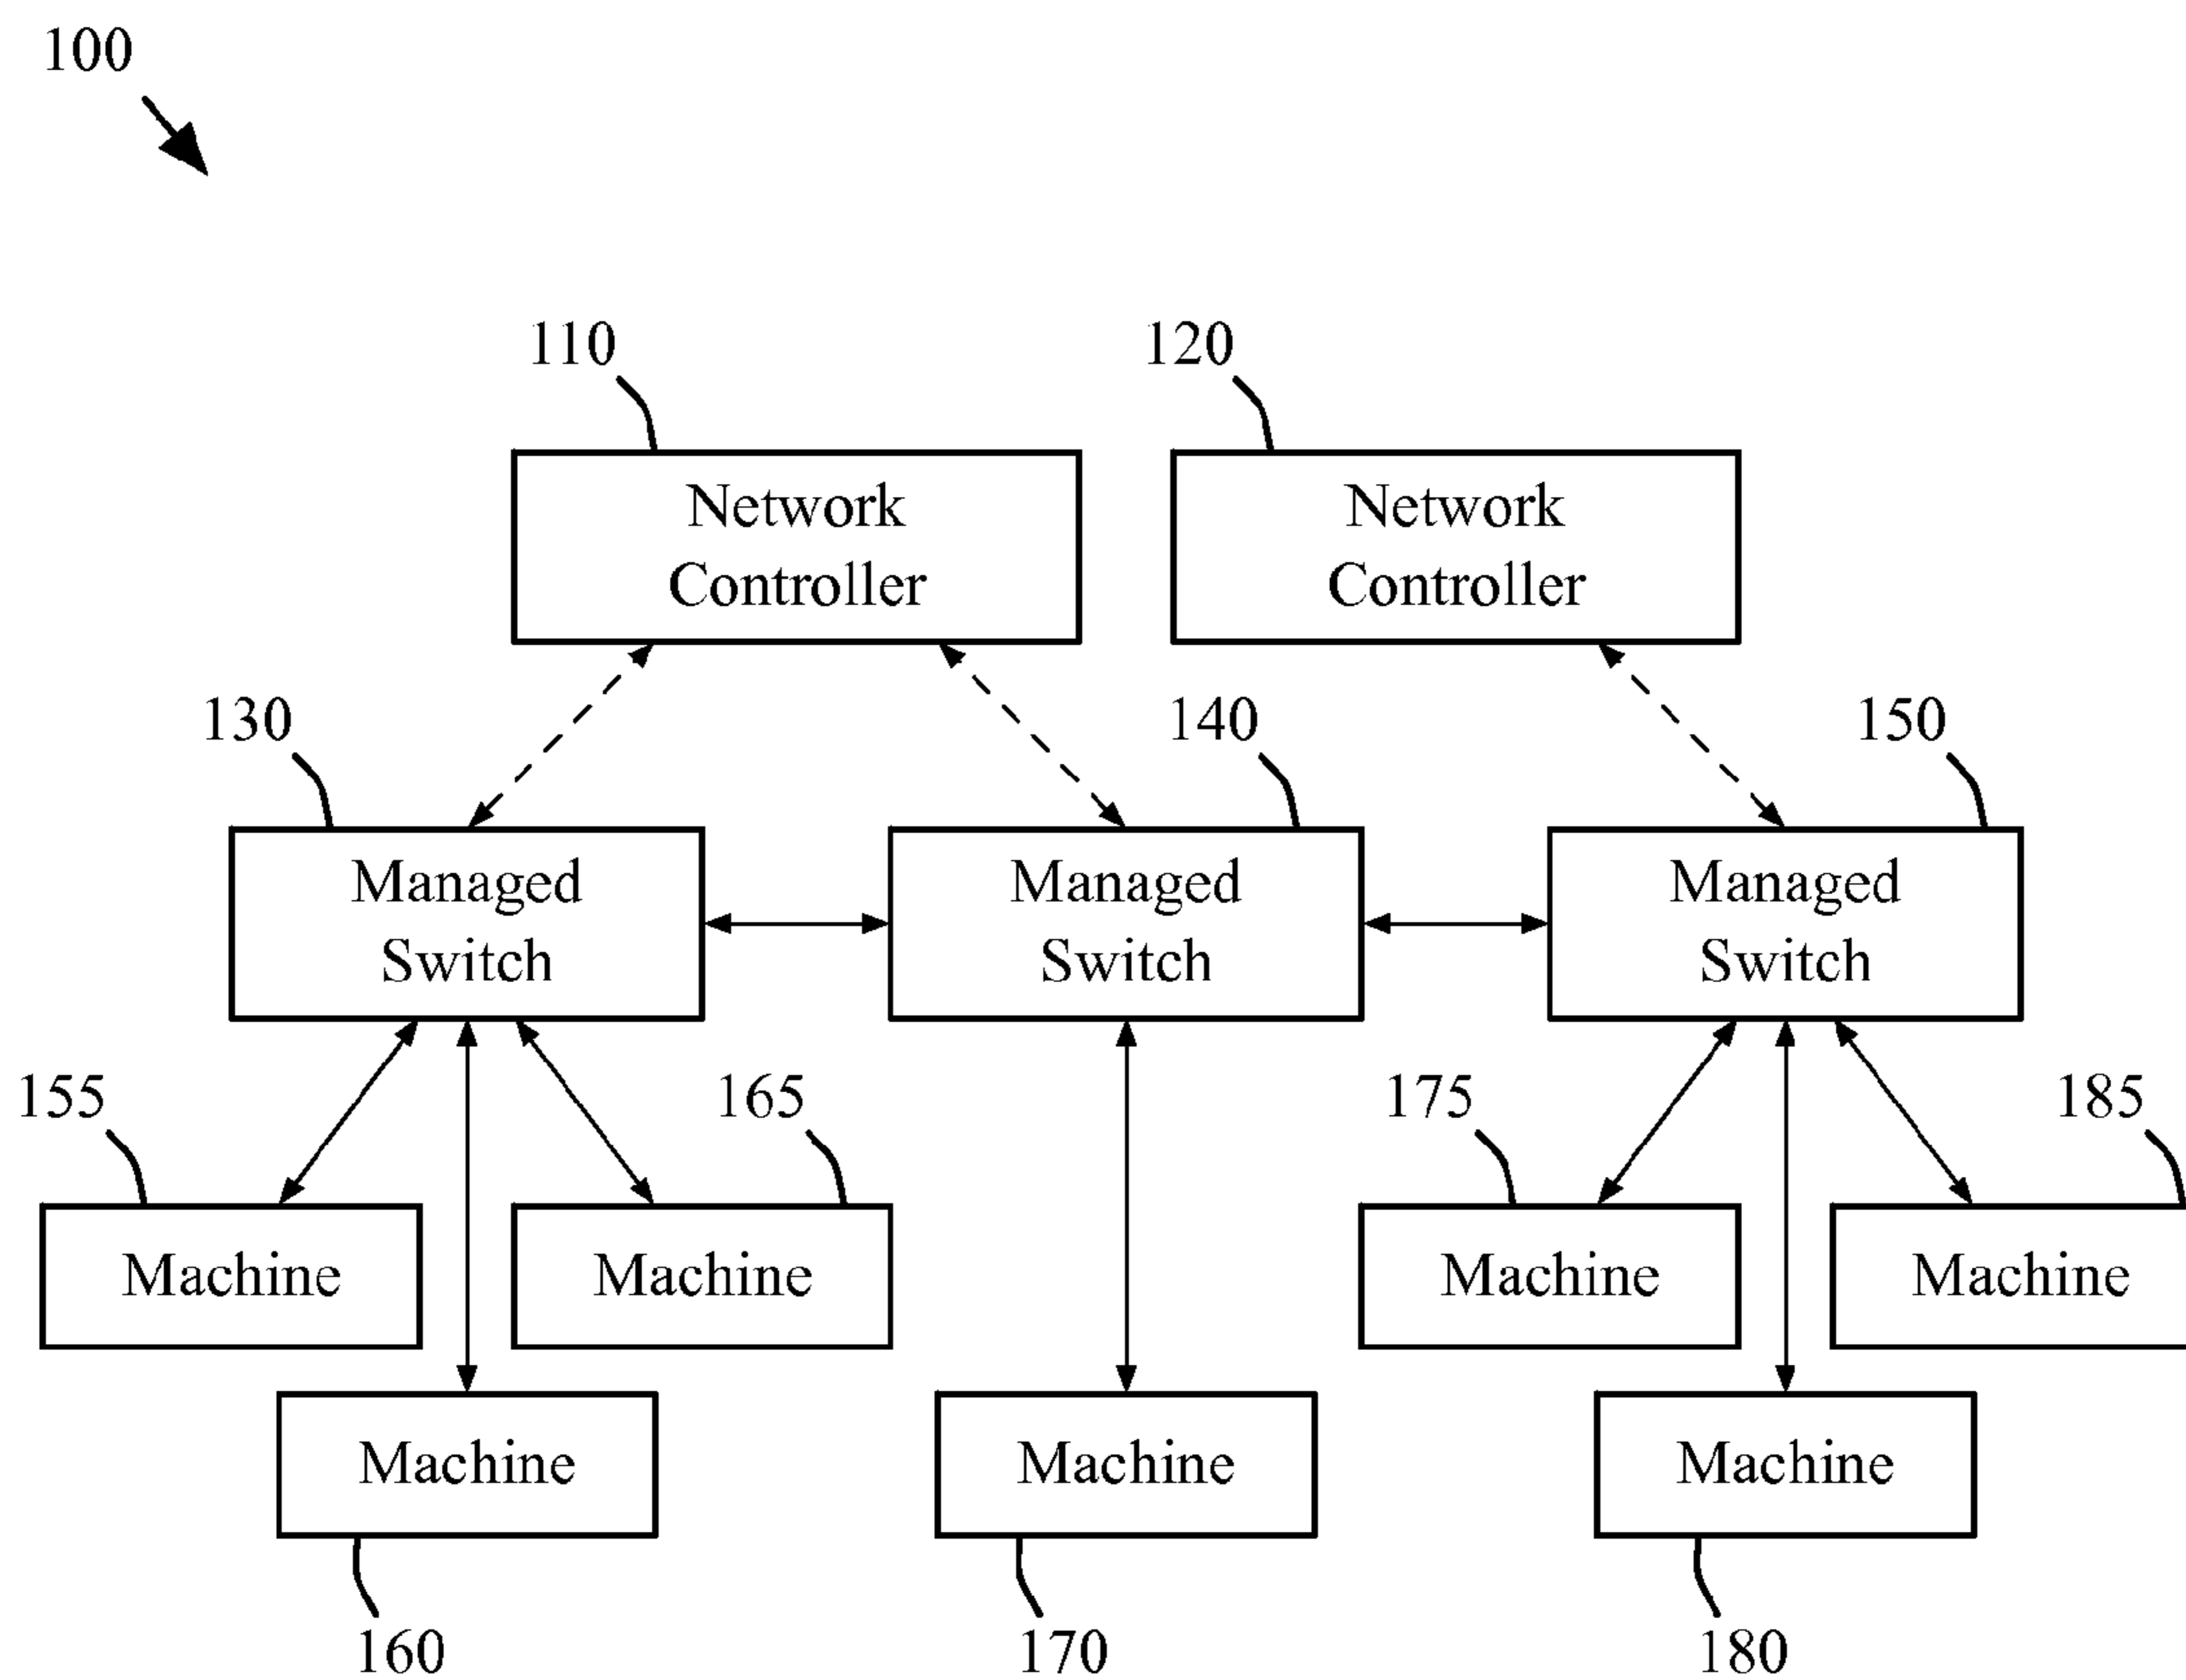 100
110
120
Network
Controller
Network
Controller
130
140
150
Managed
Switch
Managed
Switch
Managed
Switch
155
165
175
185
Machine
Machine
Machine
Machine
Machine
Machine
Machine
160
170
180